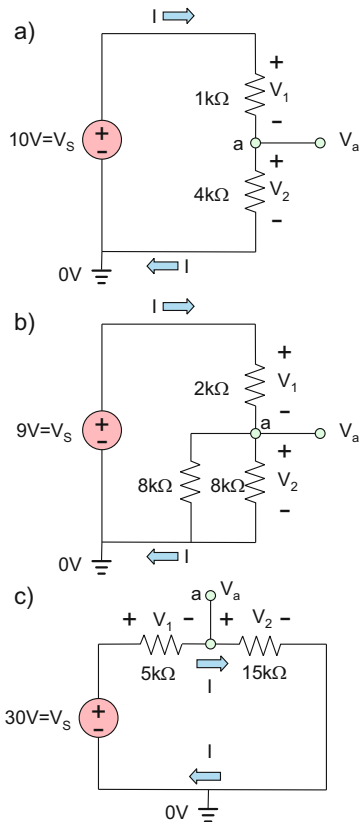 a)
I
+
1kΩ V₁
-
a
Vₐ
10V=Vₛ
+
-
+
4kΩ V₂
-
0V
I
b)
I
+
2kΩ V₁
-
a
Vₐ
9V=Vₛ
+
-
+
8kΩ 8kΩ V₂
-
0V
I
c)
a Vₐ
+ V₁ - + V₂ -
5kΩ 15kΩ
I
30V=Vₛ
+
-
I
0V